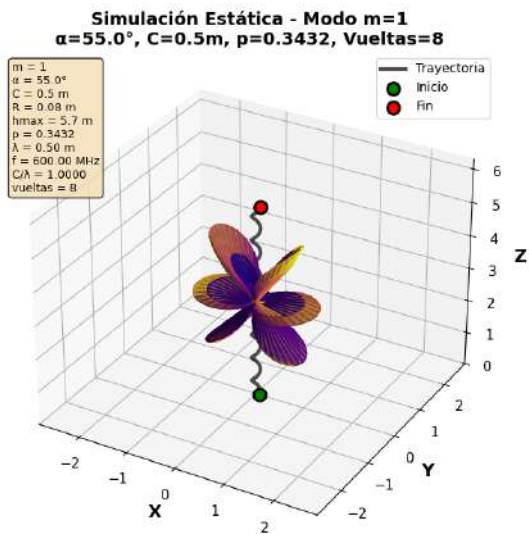 Simulación Estática - Modo m=1
α=55.0°, C=0.5m, p=0.3432, Vueltas=8
m = 1
α = 55.0°
C = 0.5 m
R = 0.08 m
hmax = 5.7 m
p = 0.3432
λ = 0.50 m
f = 600.00 MHz
C/λ = 1.0000
vueltas = 8
Trayectoria
Inicio
Fin
6
5
4
3
2
1
0
Z
2
1
0
-1
-2
Y
-2
-1
0
1
2
X